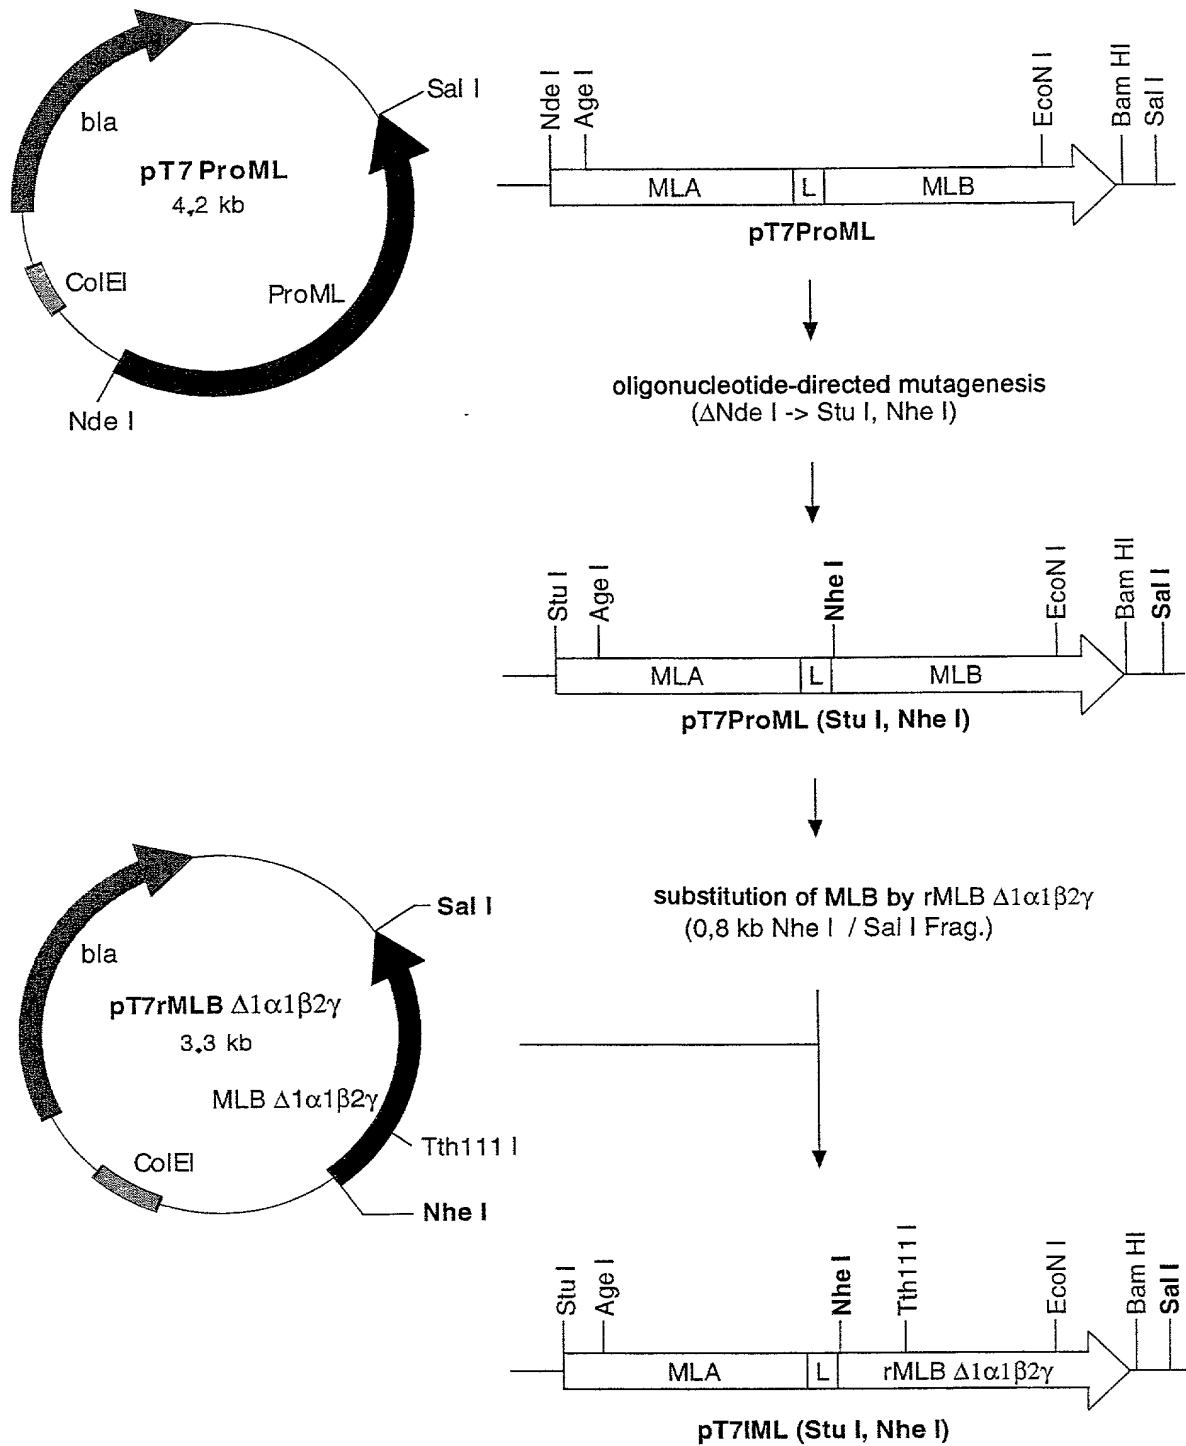 Sal I
bla
pT7ProML
4,2 kb
ColEI
ProML
Nde I
Nde I
Age I
EcoN I
Bam HI
Sal I
MLA
L
MLB
pT7ProML
oligonucleotide-directed mutagenesis
(ΔNde I -> Stu I, Nhe I)
Stu I
Age I
Nhe I
EcoN I
Bam HI
Sal I
MLA
L
MLB
pT7ProML (Stu I, Nhe I)
substitution of MLB by rMLB Δ1α1β2γ
(0,8 kb Nhe I / Sal I Frag.)
Sal I
bla
pT7rMLB Δ1α1β2γ
3,3 kb
MLB Δ1α1β2γ
Tth111 I
ColEI
Nhe I
Stu I
Age I
Nhe I
Tth111 I
EcoN I
Bam HI
Sal I
MLA
L
rMLB Δ1α1β2γ
pT7IML (Stu I, Nhe I)